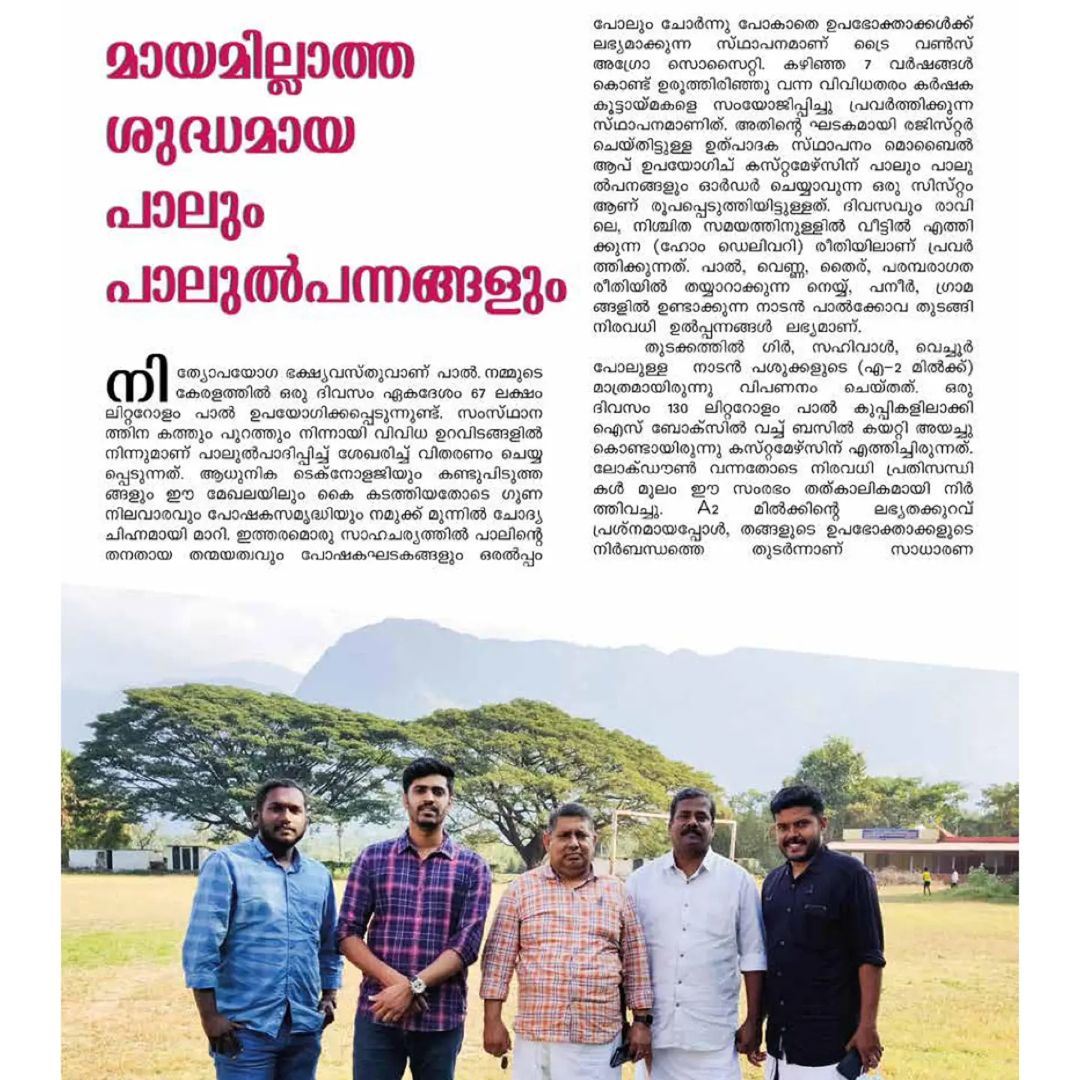 മായമില്ലാത്ത
ശുദ്ധമായ
പാലും
പാലുൽപന്നങ്ങളും
നിത്യോപയോഗ ഭക്ഷ്യവസ്തുവാണ് പാൽ. നമ്മുടെ
കേരളത്തിൽ ഒരു ദിവസം ഏകദേശം 67 ലക്ഷം
ലിറ്ററോളം പാൽ ഉപയോഗിക്കപ്പെടുന്നുണ്ട്. സംസ്ഥാന
ത്തിന കത്തും പുറത്തും നിന്നായി വിവിധ ഉറവിടങ്ങളിൽ
നിന്നുമാണ് പാലുൽപാദിപ്പിച്ച് ശേഖരിച്ച് വിതരണം ചെയ്യ
പ്പെടുന്നത്. ആധുനിക ടെക്നോളജിയും കണ്ടുപിടുത്ത
ങ്ങളും ഈ മേഖലയിലും കൈ കടത്തിയതോടെ ഗുണ
നിലവാരവും പോഷകസമൃദ്ധിയും നമുക്ക് മുന്നിൽ ചോദ്യ
ചിഹ്നമായി മാറി. ഇത്തരമൊരു സാഹചര്യത്തിൽ പാലിന്റെ
തനതായ തന്മയത്വവും പോഷകഘടകങ്ങളും ഒരൽപ്പം
പോലും ചോർന്നു പോകാതെ ഉപഭോക്താക്കൾക്ക്
ലഭ്യമാക്കുന്ന സ്ഥാപനമാണ് ട്രൈ വൺസ്
അഗ്രോ സൊസൈറ്റി. കഴിഞ്ഞ 7 വർഷങ്ങൾ
കൊണ്ട് ഉരുത്തിരിഞ്ഞു വന്ന വിവിധതരം കർഷക
കൂട്ടായ്മകളെ സംയോജിപ്പിച്ചു പ്രവർത്തിക്കുന്ന
സ്ഥാപനമാണിത്. അതിന്റെ ഘടകമായി രജിസ്റ്റർ
ചെയ്തിട്ടുള്ള ഉത്പാദക സ്ഥാപനം മൊബൈൽ
ആപ് ഉപയോഗിച് കസ്റ്റമേഴ്സിന് പാലും പാലു
ൽപനങ്ങളും ഓർഡർ ചെയ്യാവുന്ന ഒരു സിസ്റ്റം
ആണ് രൂപപ്പെടുത്തിയിട്ടുള്ളത്. ദിവസവും രാവി
ലെ, നിശ്ചിത സമയത്തിനുള്ളിൽ വീട്ടിൽ എത്തി
ക്കുന്ന (ഹോം ഡെലിവറി) രീതിയിലാണ് പ്രവർ
ത്തിക്കുന്നത്. പാൽ, വെണ്ണ, തൈര്, പരമ്പരാഗത
രീതിയിൽ തയ്യാറാക്കുന്ന നെയ്യ്, പനീർ, ഗ്രാമ
ങ്ങളിൽ ഉണ്ടാക്കുന്ന നാടൻ പാൽക്കോവ തുടങ്ങി
നിരവധി ഉൽപ്പന്നങ്ങൾ ലഭ്യമാണ്.
തുടക്കത്തിൽ ഗിർ, സഹിവാൾ, വെച്ചൂർ
പോലുള്ള നാടൻ പശുക്കളുടെ (എ-2 മിൽക്ക്)
മാത്രമായിരുന്നു വിപണനം ചെയ്തത്. ഒരു
ദിവസം 130 ലിറ്ററോളം പാൽ കുപ്പികളിലാക്കി
ഐസ് ബോക്സിൽ വച്ച് ബസിൽ കയറ്റി അയച്ചു
കൊണ്ടായിരുന്നു കസ്റ്റമേഴ്സിന് എത്തിച്ചിരുന്നത്.
ലോക്ഡൗൺ വന്നതോടെ നിരവധി പ്രതിസന്ധി
കൾ മൂലം ഈ സംരഭം തത്കാലികമായി നിർ
ത്തിവച്ചു. A2 മിൽക്കിന്റെ ലഭ്യതക്കുറവ്
പ്രശ്നമായപ്പോൾ, തങ്ങളുടെ ഉപഭോക്താക്കളുടെ
നിർബന്ധത്തെ തുടർന്നാണ് സാധാരണ